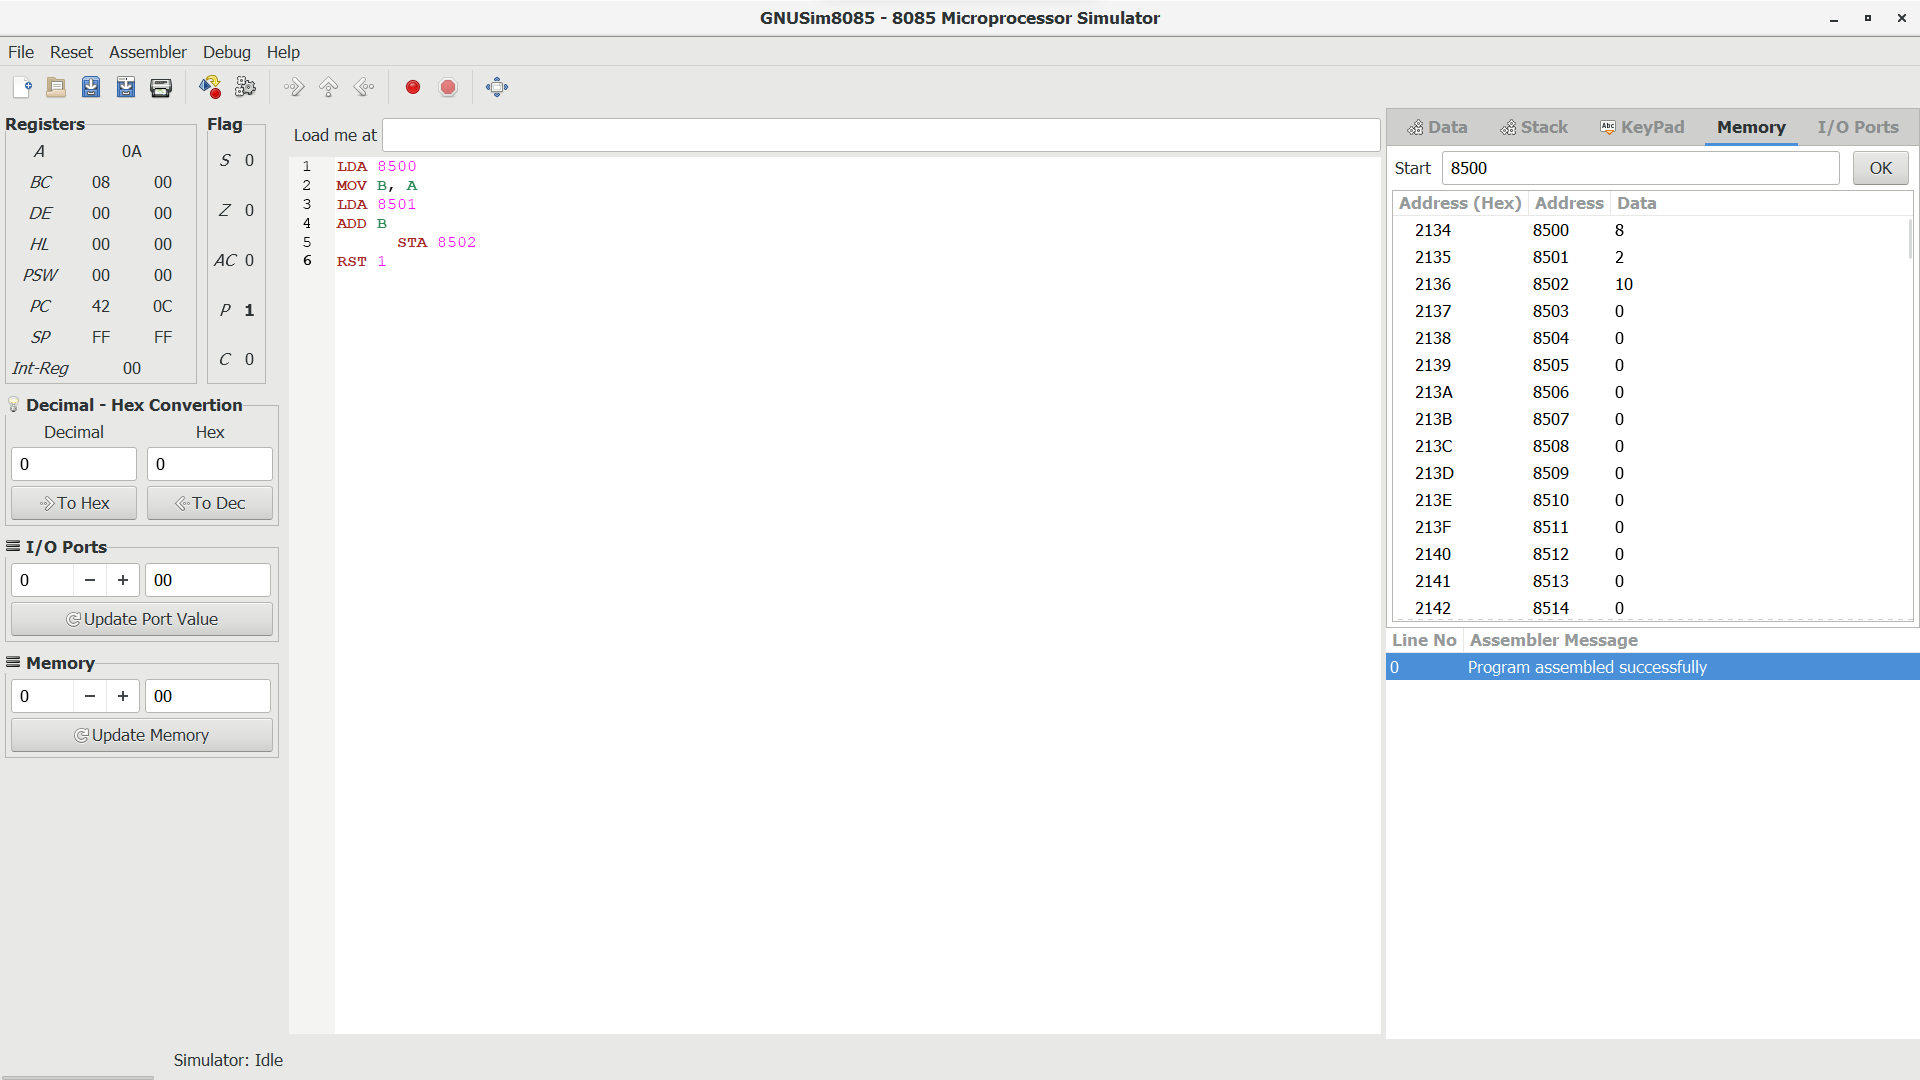 GNUSim8085 - 8085 Microprocessor Simulator
File Reset Assembler Debug Help
Registers
A 0A
BC 08 00
DE 00 00
HL 00 00
PSW 00 00
PC 42 0C
SP FF FF
Int-Reg 00
Flag
S 0
Z 0
AC 0
P 1
C 0
Decimal - Hex Convertion
Decimal Hex
0 0
To Hex To Dec
I/O Ports
0 − + 00
Update Port Value
Memory
0 − + 00
Update Memory
Load me at
1 LDA 8500
2 MOV B, A
3 LDA 8501
4 ADD B
5 STA 8502
6 RST 1
Data Stack Abc KeyPad Memory I/O Ports
Start 8500 OK
Address (Hex) Address Data
2134 8500 8
2135 8501 2
2136 8502 10
2137 8503 0
2138 8504 0
2139 8505 0
213A 8506 0
213B 8507 0
213C 8508 0
213D 8509 0
213E 8510 0
213F 8511 0
2140 8512 0
2141 8513 0
2142 8514 0
Line No Assembler Message
0 Program assembled successfully
Simulator: Idle